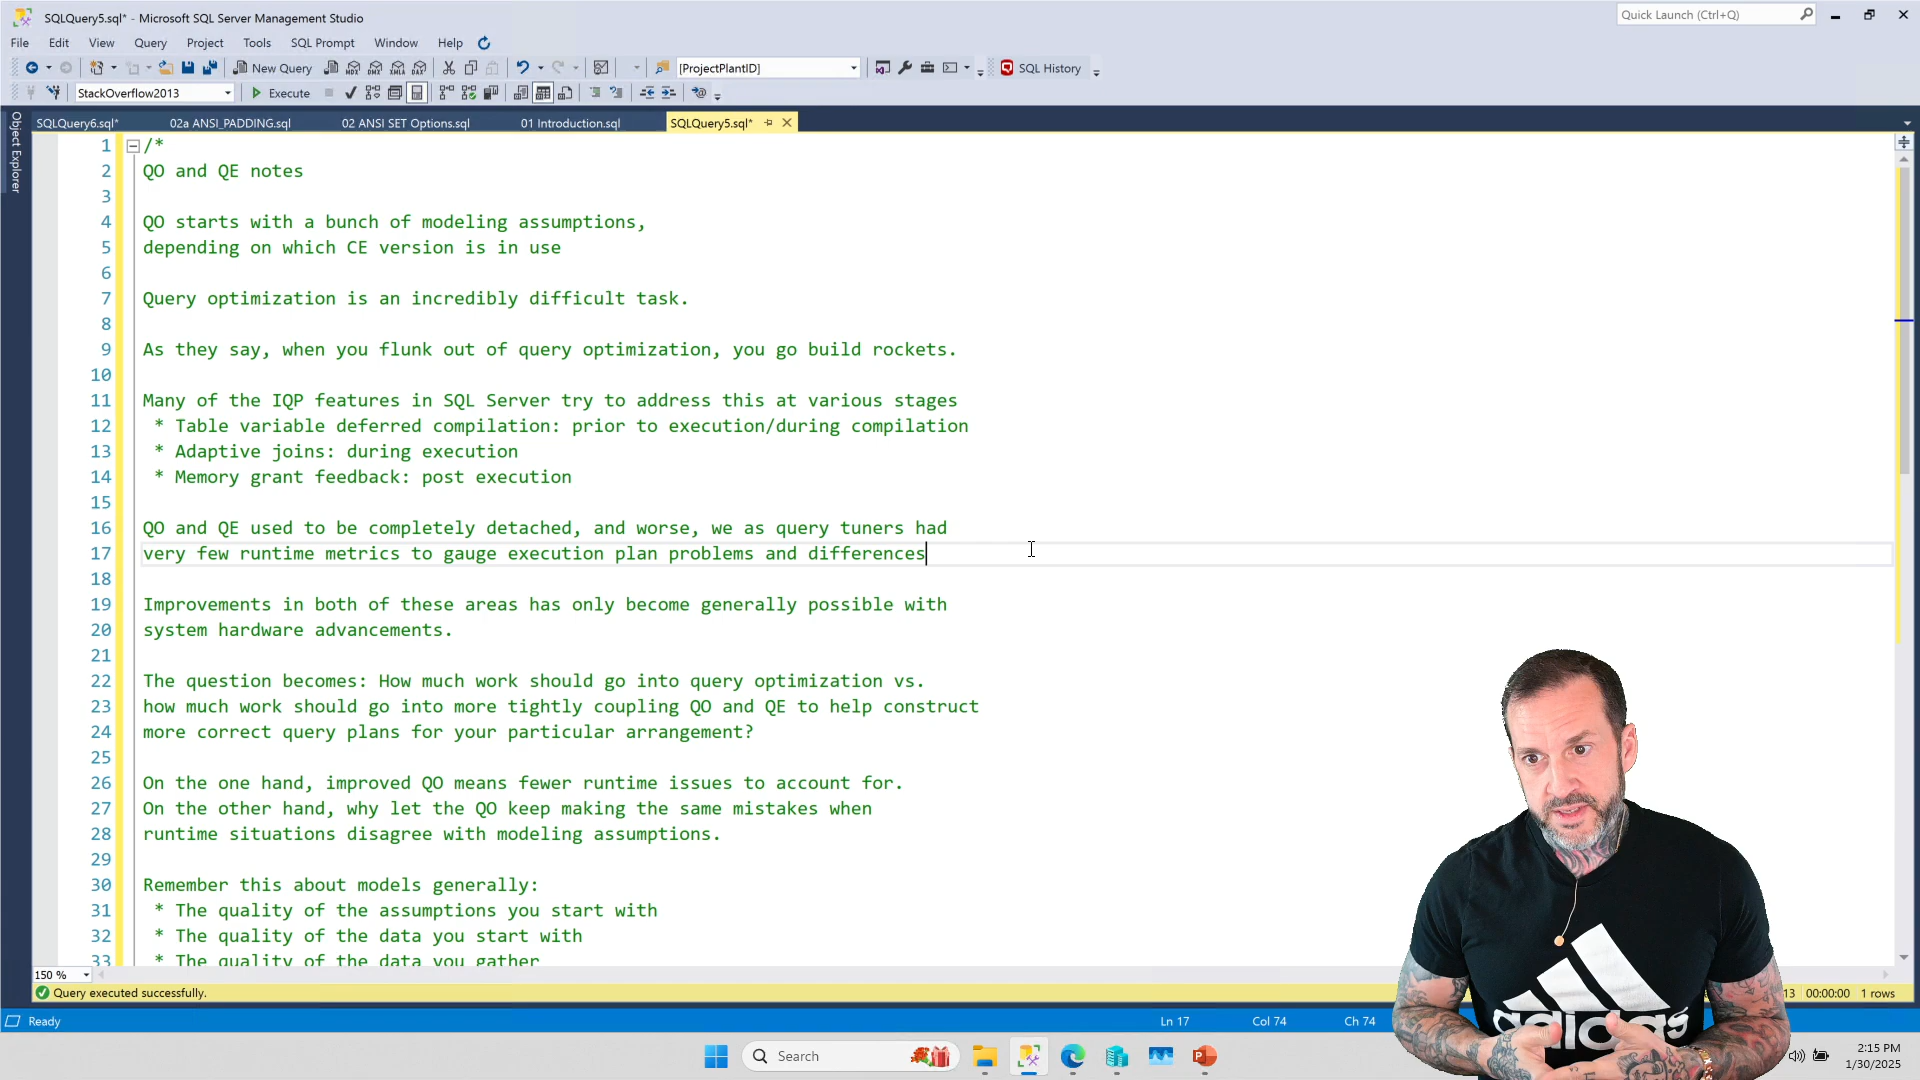 SQLQuery5.sql* - Microsoft SQL Server Management Studio
Quick Launch (Ctrl+Q)
File Edit View Query Project Tools SQL Prompt Window Help
New Query MDX DMX XMLA DAX [ProjectPlantID] SQL History
StackOverflow2013 Execute
SQLQuery6.sql* 02a ANSI_PADDING.sql 02 ANSI SET Options.sql 01 Introduction.sql SQLQuery5.sql*
Object Explorer
1 /*
2 QO and QE notes
3
4 QO starts with a bunch of modeling assumptions,
5 depending on which CE version is in use
6
7 Query optimization is an incredibly difficult task.
8
9 As they say, when you flunk out of query optimization, you go build rockets.
10
11 Many of the IQP features in SQL Server try to address this at various stages
12 * Table variable deferred compilation: prior to execution/during compilation
13 * Adaptive joins: during execution
14 * Memory grant feedback: post execution
15
16 QO and QE used to be completely detached, and worse, we as query tuners had
17 very few runtime metrics to gauge execution plan problems and differences
18
19 Improvements in both of these areas has only become generally possible with
20 system hardware advancements.
21
22 The question becomes: How much work should go into query optimization vs.
23 how much work should go into more tightly coupling QO and QE to help construct
24 more correct query plans for your particular arrangement?
25
26 On the one hand, improved QO means fewer runtime issues to account for.
27 On the other hand, why let the QO keep making the same mistakes when
28 runtime situations disagree with modeling assumptions.
29
30 Remember this about models generally:
31 * The quality of the assumptions you start with
32 * The quality of the data you start with
33 * The quality of the data you gather
150 %
Query executed successfully. 13 00:00:00 1 rows
Ready Ln 17 Col 74 Ch 74
adidas
Search
2:15 PM
1/30/2025